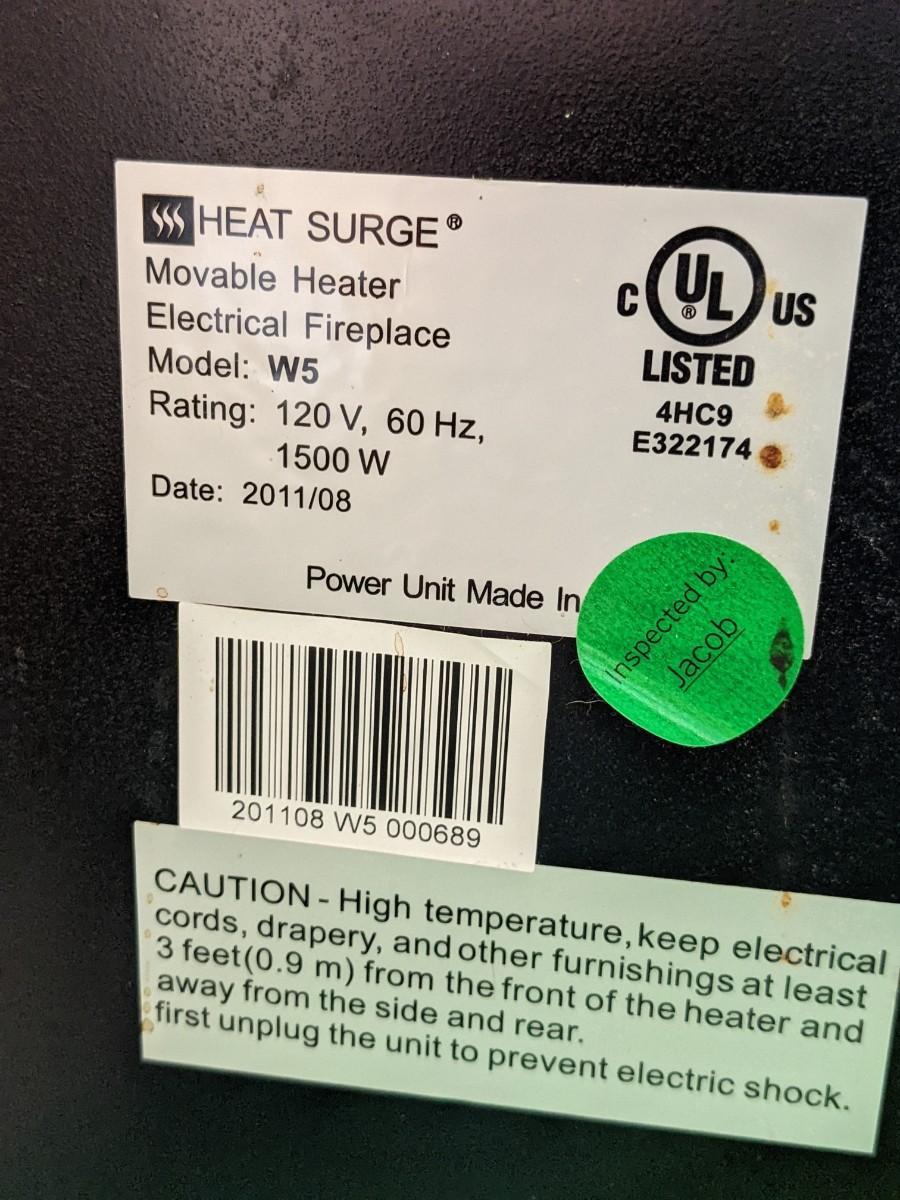 HEAT SURGE®
Movable Heater
Electrical Fireplace
Model: W5
Rating: 120 V, 60 Hz,
1500 W
Date: 2011/08
Power Unit Made In
C UL® US
LISTED
4HC9
E322174
Inspected by:
Jacob
201108 W5 000689
CAUTION - High temperature, keep electrical
cords, drapery, and other furnishings at least
3 feet(0.9 m) from the front of the heater and
away from the side and rear.
first unplug the unit to prevent electric shock.